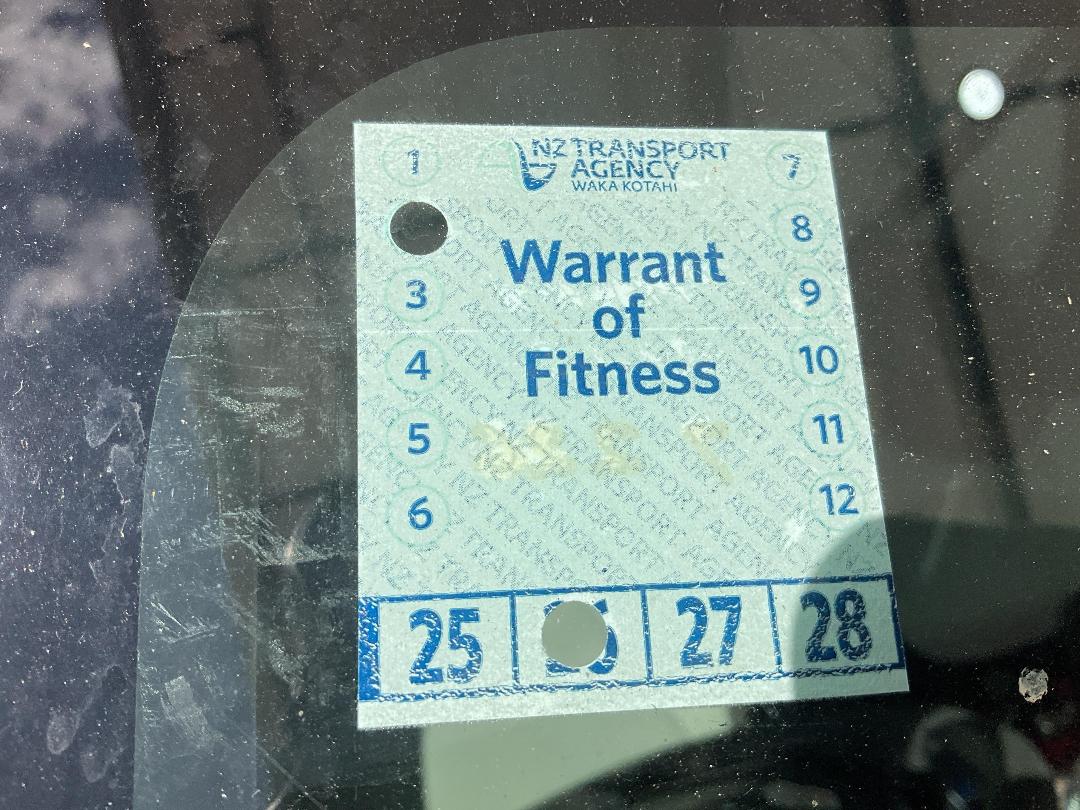 NZ TRANSPORT
AGENCY
WAKA KOTAHI
Warrant
of
Fitness
1
3
4
5
6
7
8
9
10
11
12
25
27
28